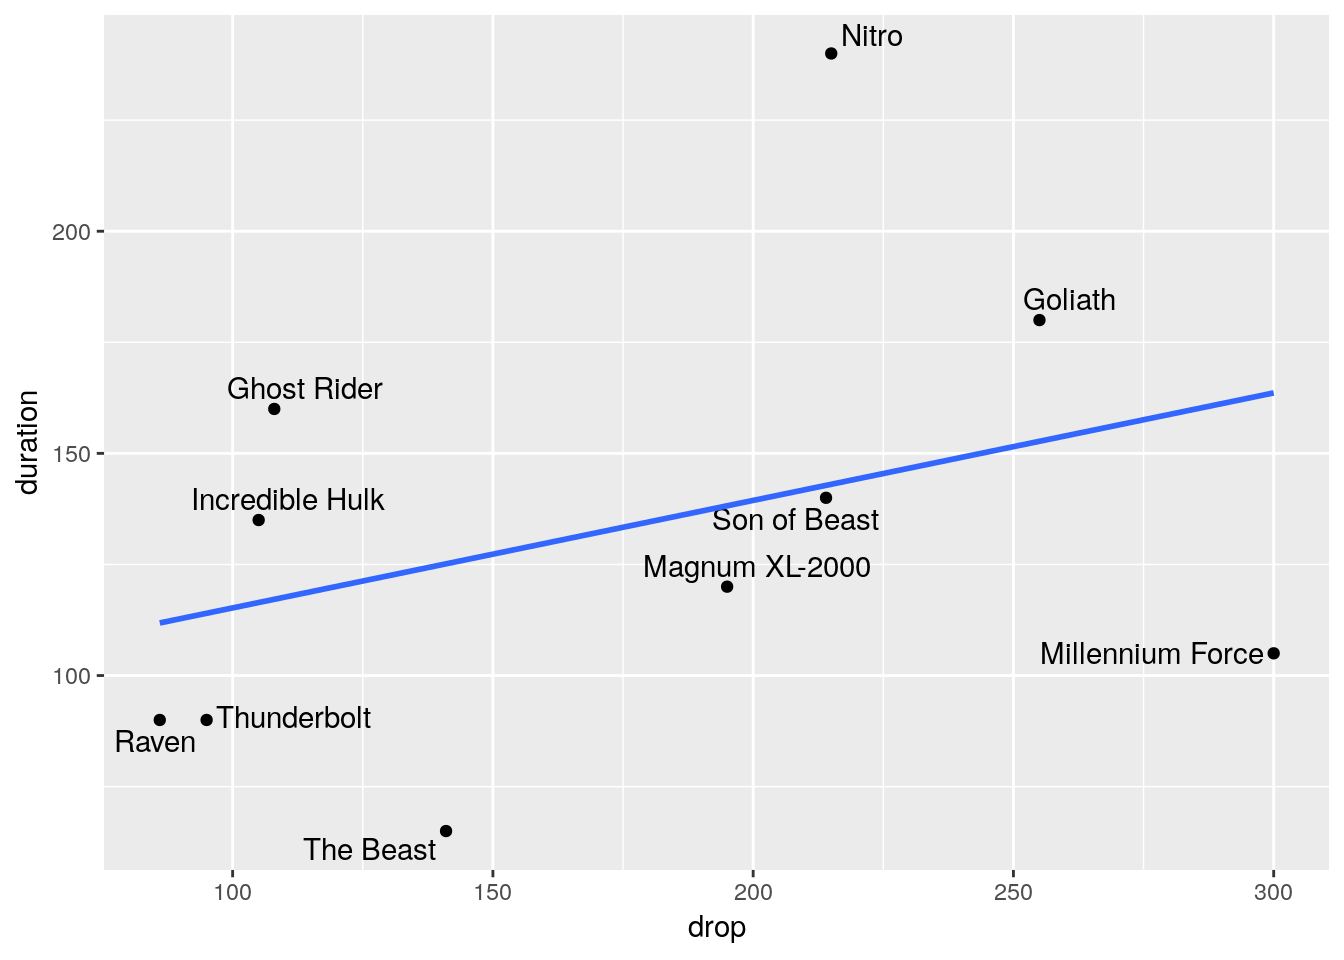 Nitro
200
Goliath
Ghost Rider
duration
150
Incredible Hulk
Son of Beast
Magnum XL-2000
Millennium Force
100
Thunderbolt
Raven
The Beast
100 150 200 250 300
drop